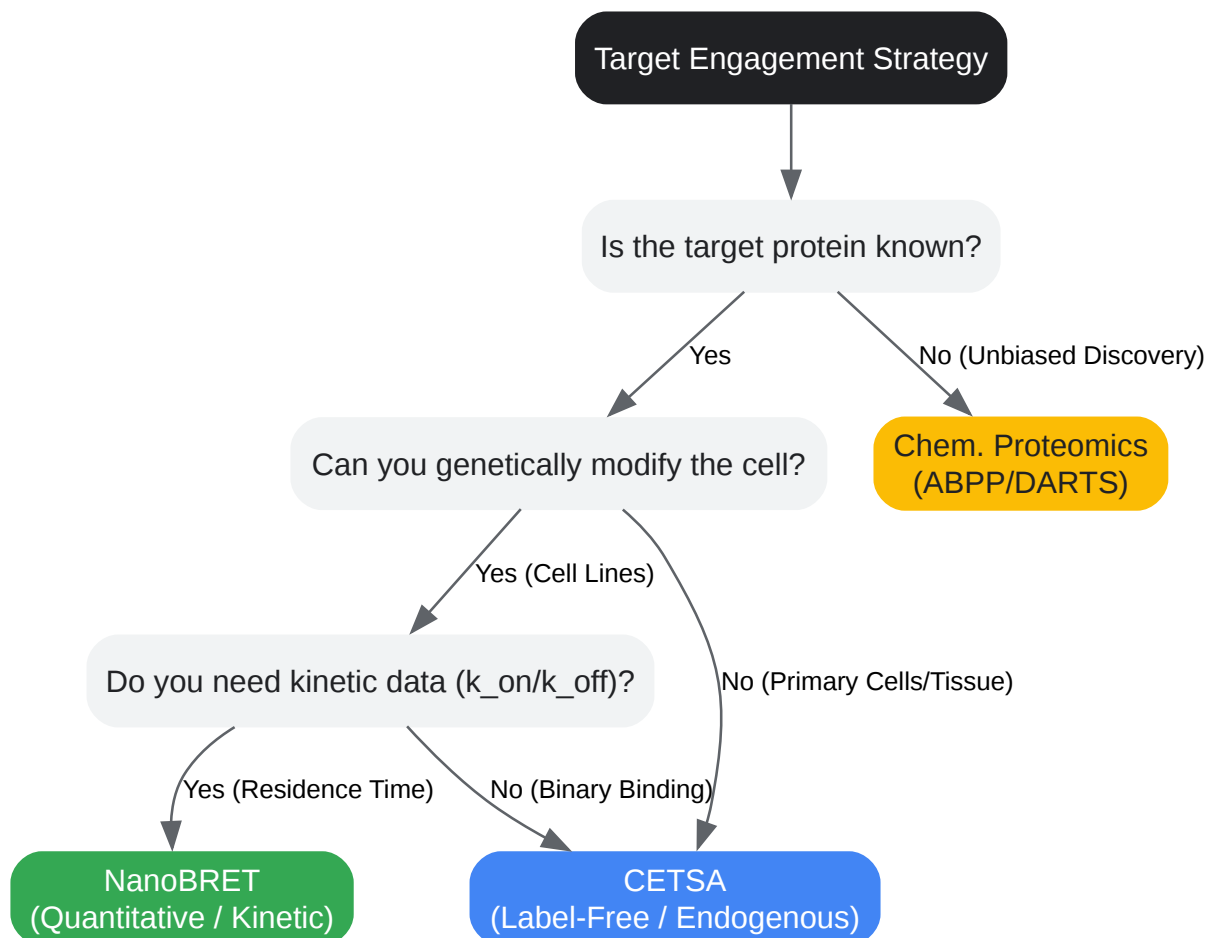 Target Engagement Strategy
Is the target protein known?
Yes
No (Unbiased Discovery)
Can you genetically modify the cell?
Chem. Proteomics
(ABPP/DARTS)
Yes (Cell Lines)
Do you need kinetic data (k_on/k_off)?
No (Primary Cells/Tissue)
Yes (Residence Time)
No (Binary Binding)
NanoBRET
(Quantitative / Kinetic)
CETSA
(Label-Free / Endogenous)